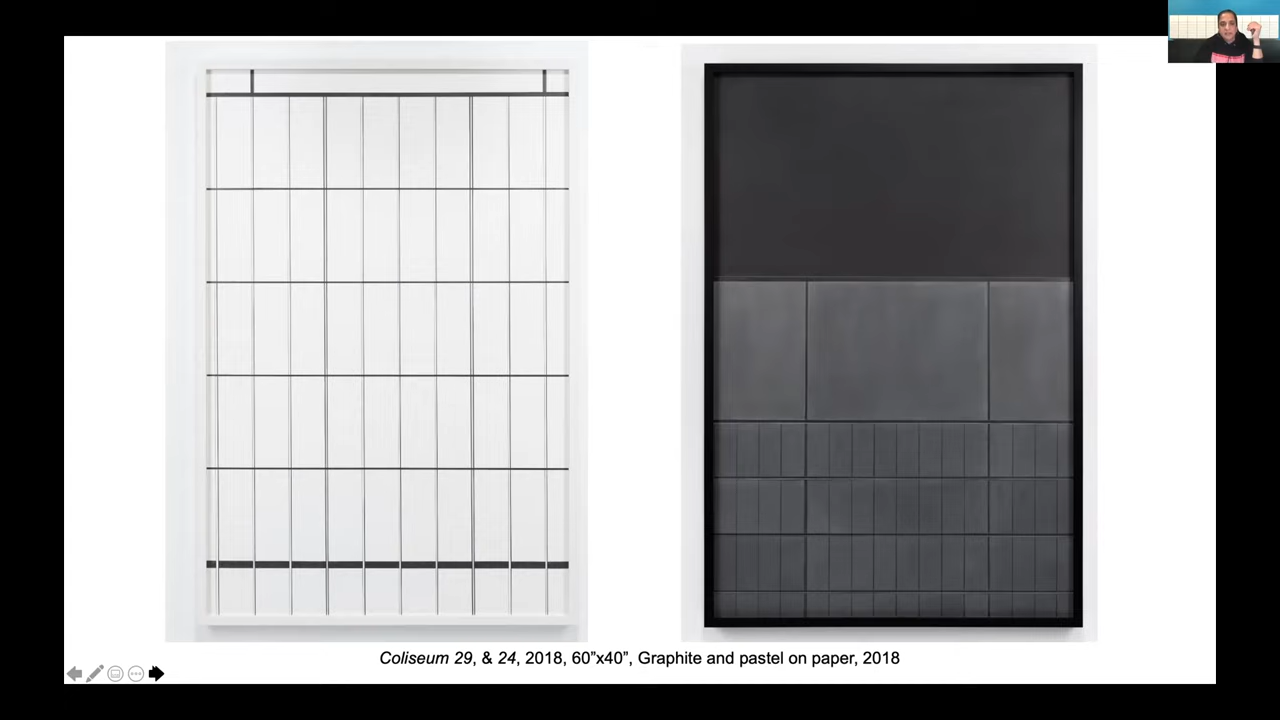 Coliseum 29, & 24, 2018, 60”x40”, Graphite and pastel on paper, 2018